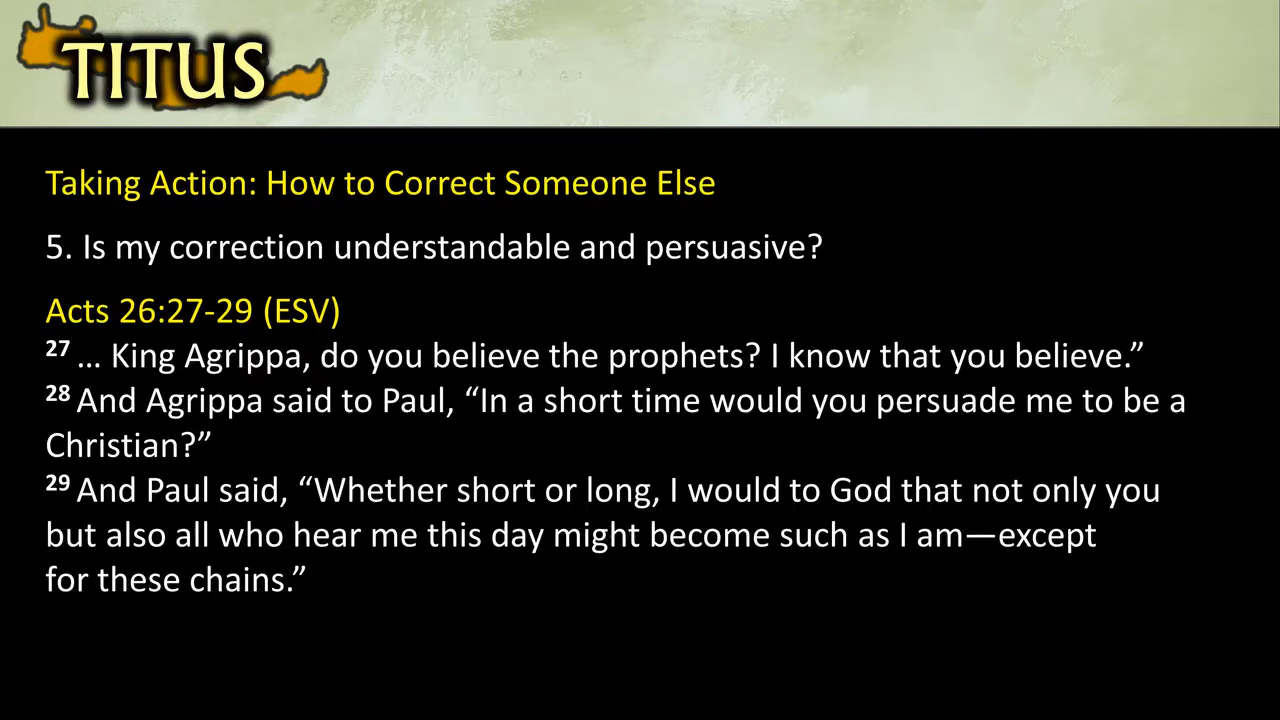 TITUS
Taking Action: How to Correct Someone Else
5. Is my correction understandable and persuasive?
Acts 26:27-29 (ESV)
27 … King Agrippa, do you believe the prophets? I know that you believe.”
28 And Agrippa said to Paul, “In a short time would you persuade me to be a
Christian?”
29 And Paul said, “Whether short or long, I would to God that not only you
but also all who hear me this day might become such as I am—except
for these chains.”